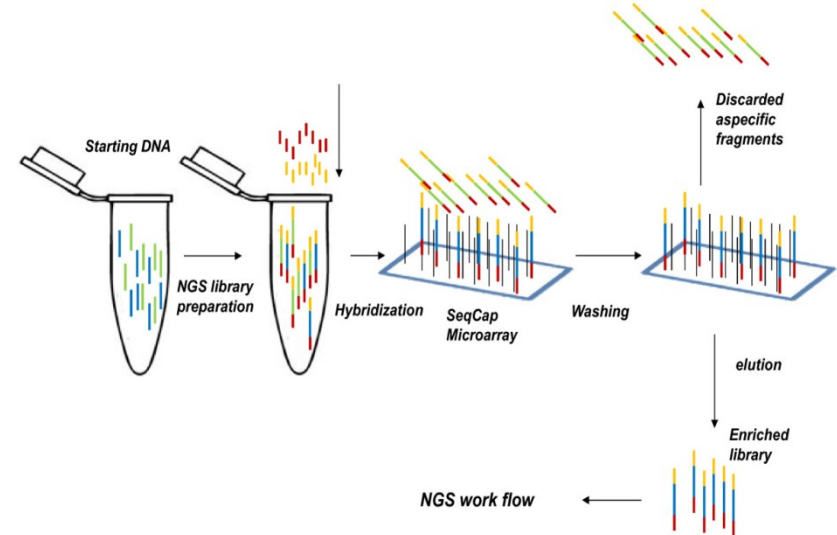 Starting DNA
NGS library
preparation
Hybridization
SeqCap
Microarray
Washing
Discarded
aspecific
fragments
elution
Enriched
library
NGS work flow